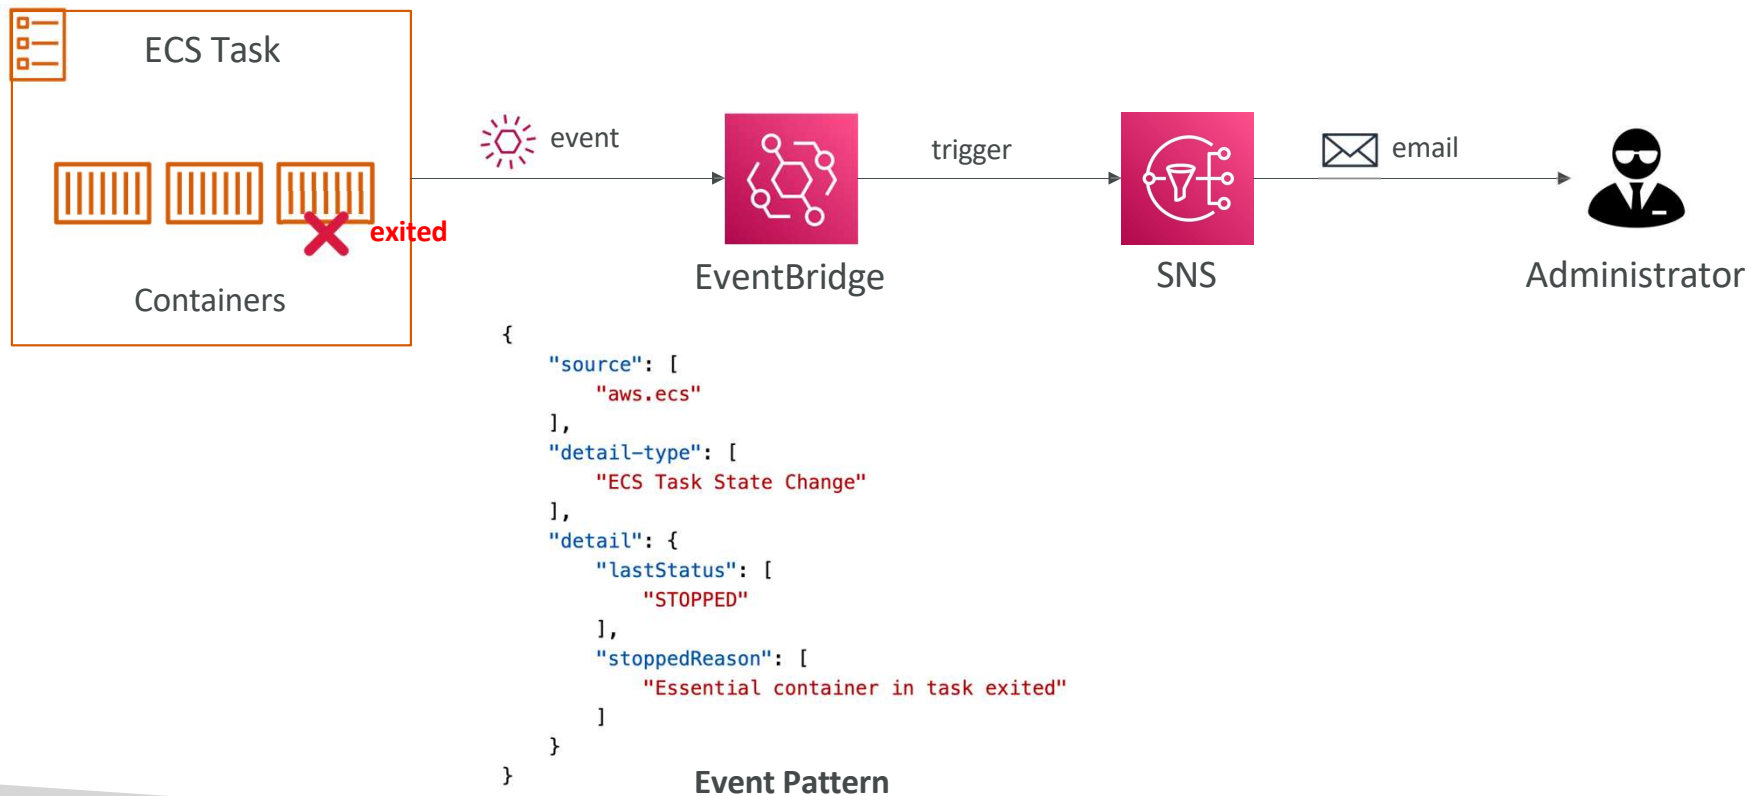 ECS Task
exited
Containers
event
EventBridge
trigger
SNS
email
Administrator
{
    "source": [
        "aws.ecs"
    ],
    "detail-type": [
        "ECS Task State Change"
    ],
    "detail": {
        "lastStatus": [
            "STOPPED"
        ],
        "stoppedReason": [
            "Essential container in task exited"
        ]
    }
}
Event Pattern